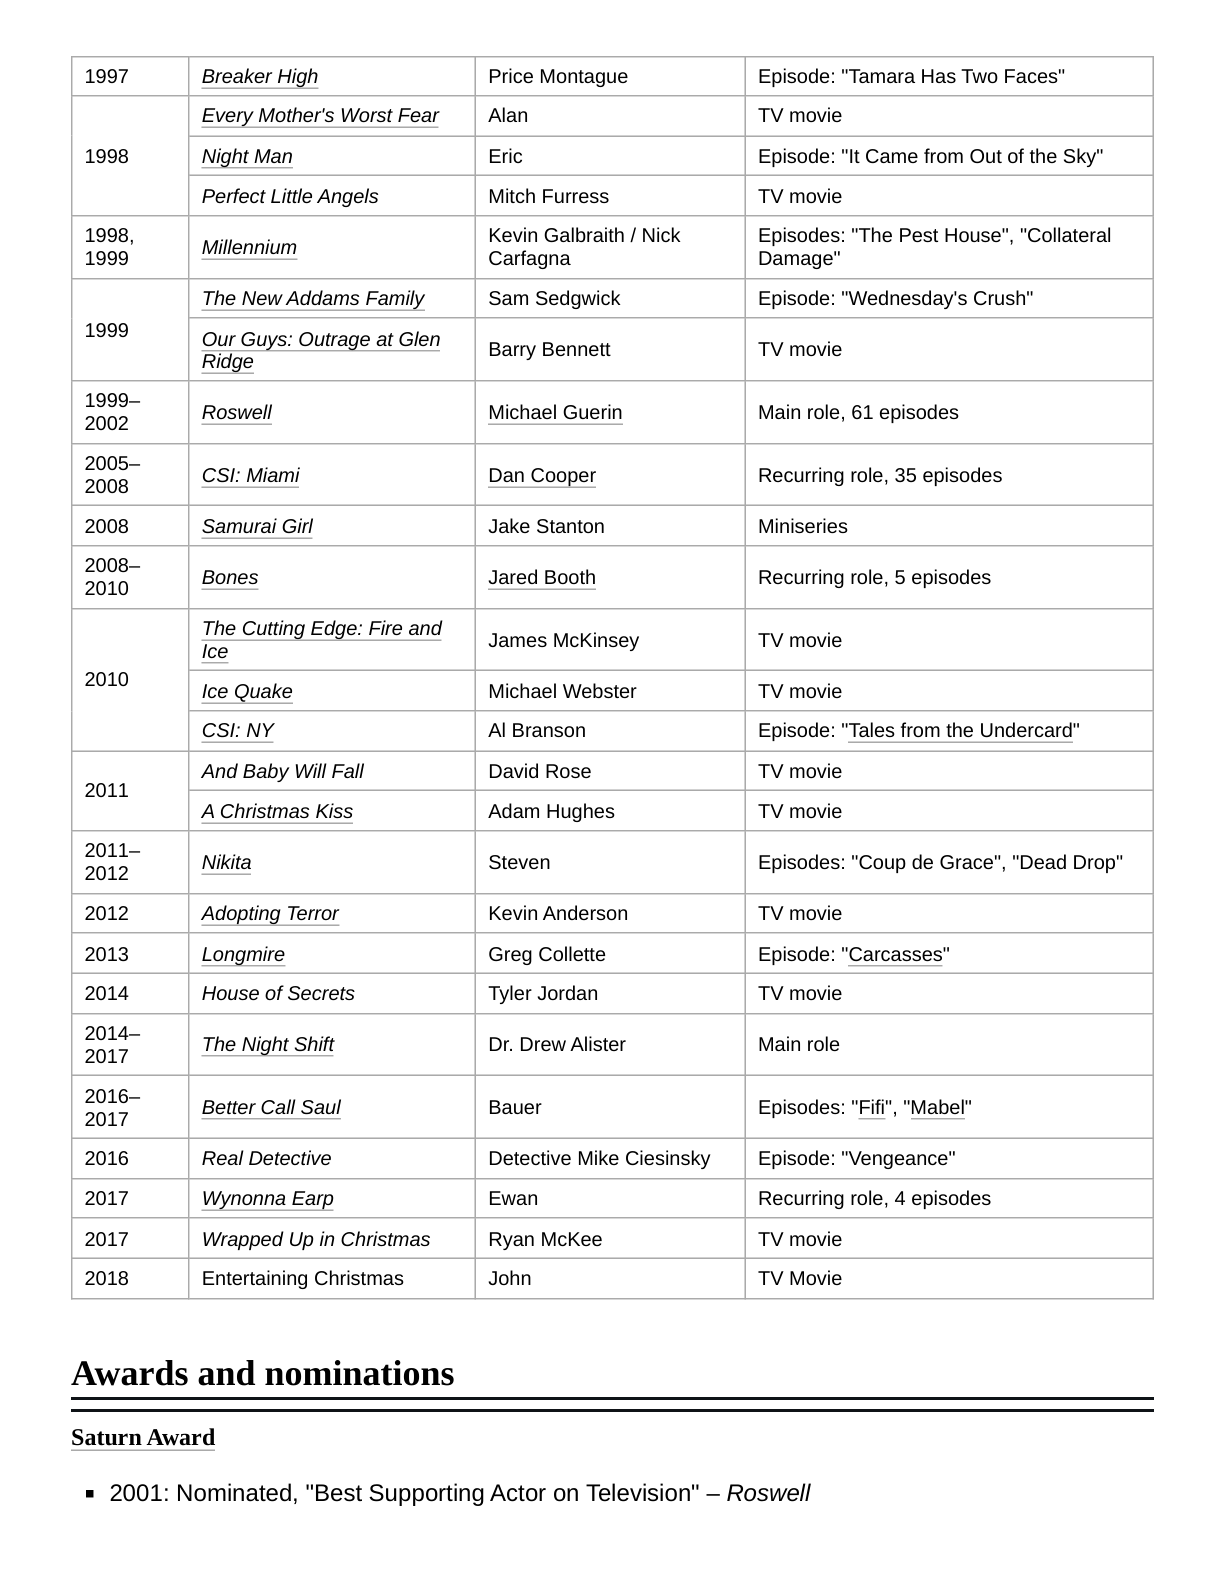 1997 Breaker High Price Montague Episode: "Tamara Has Two Faces"
1998 Every Mother's Worst Fear Alan TV movie
Night Man Eric Episode: "It Came from Out of the Sky"
Perfect Little Angels Mitch Furress TV movie
1998,
1999
Millennium
Kevin Galbraith / Nick
Carfagna
Episodes: "The Pest House", "Collateral
Damage"
1999 The New Addams Family Sam Sedgwick Episode: "Wednesday's Crush"
Our Guys: Outrage at Glen
Ridge
Barry Bennett TV movie
1999–
2002
Roswell Michael Guerin Main role, 61 episodes
2005–
2008
CSI: Miami Dan Cooper Recurring role, 35 episodes
2008 Samurai Girl Jake Stanton Miniseries
2008–
2010
Bones Jared Booth Recurring role, 5 episodes
2010
The Cutting Edge: Fire and
Ice
James McKinsey TV movie
Ice Quake Michael Webster TV movie
CSI: NY Al Branson Episode: "Tales from the Undercard"
2011 And Baby Will Fall David Rose TV movie
A Christmas Kiss Adam Hughes TV movie
2011–
2012
Nikita Steven Episodes: "Coup de Grace", "Dead Drop"
2012 Adopting Terror Kevin Anderson TV movie
2013 Longmire Greg Collette Episode: "Carcasses"
2014 House of Secrets Tyler Jordan TV movie
2014–
2017
The Night Shift Dr. Drew Alister Main role
2016–
2017
Better Call Saul Bauer Episodes: "Fifi", "Mabel"
2016 Real Detective Detective Mike Ciesinsky Episode: "Vengeance"
2017 Wynonna Earp Ewan Recurring role, 4 episodes
2017 Wrapped Up in Christmas Ryan McKee TV movie
2018 Entertaining Christmas John TV Movie
Awards and nominations
Saturn Award
▪ 2001: Nominated, "Best Supporting Actor on Television" – Roswell